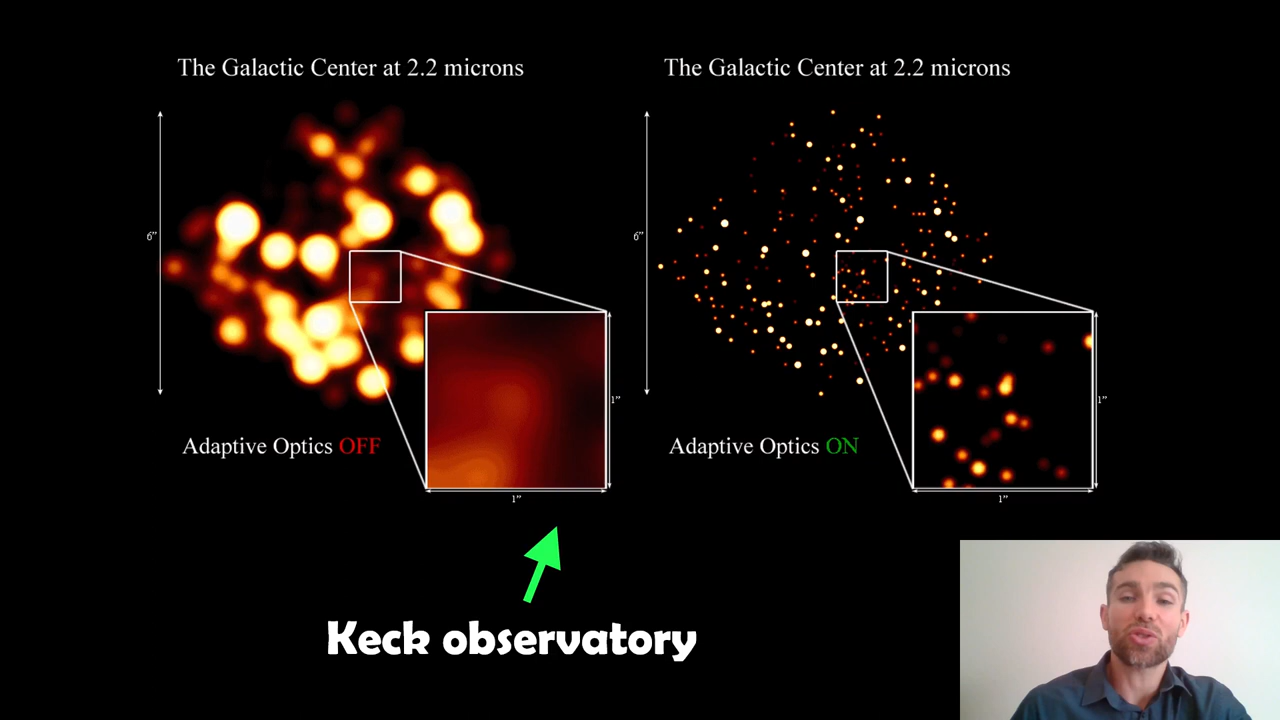 The Galactic Center at 2.2 microns
The Galactic Center at 2.2 microns
6"
6"
1"
1"
Adaptive Optics OFF
Adaptive Optics ON
1"
1"
Keck observatory